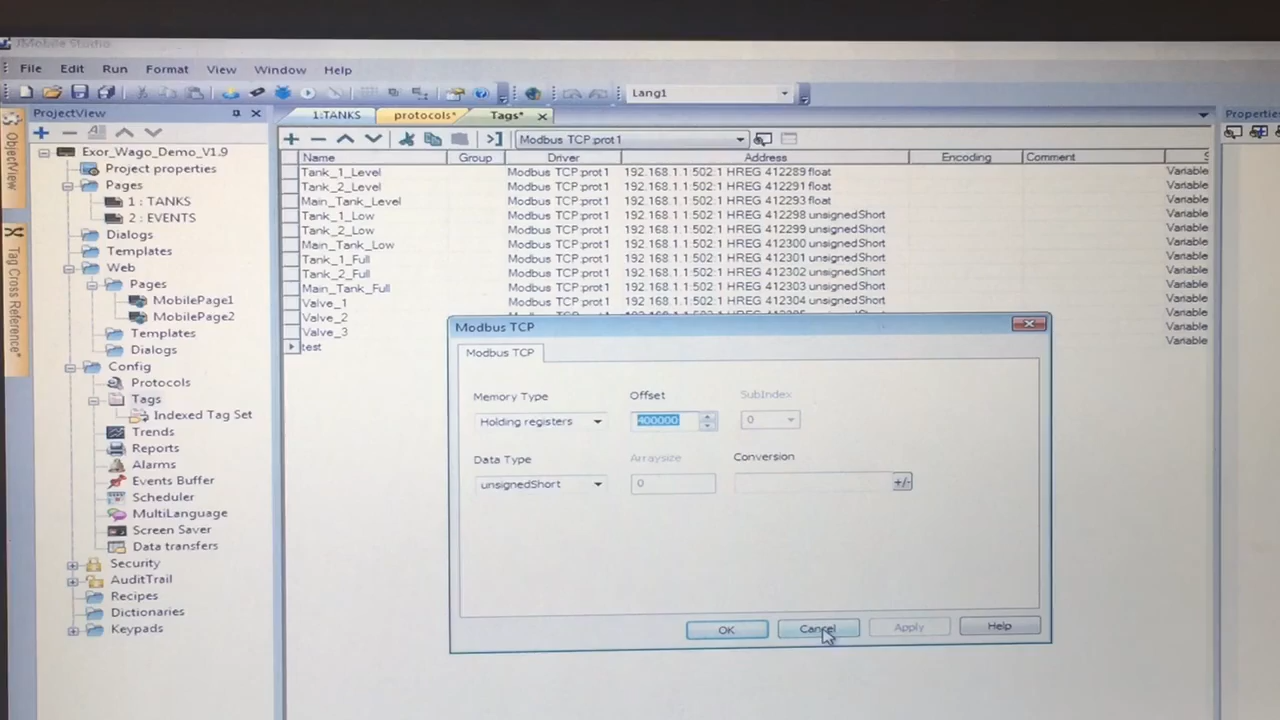 JMobile Studio
File Edit Run Format View Window Help
Lang1
ProjectView
1:TANKS protocols* Tags*
Properties
Modbus TCP:prot1
Exor_Wago_Demo_V1.9
Project properties
Pages
1 : TANKS
2 : EVENTS
Dialogs
Templates
Web
Pages
MobilePage1
MobilePage2
Templates
Dialogs
Config
Protocols
Tags
Indexed Tag Set
Trends
Reports
Alarms
Events Buffer
Scheduler
MultiLanguage
Screen Saver
Data transfers
Security
AuditTrail
Recipes
Dictionaries
Keypads
ObjectView
Tag Cross Reference*
Name Group Driver Address Encoding Comment
Tank_1_Level Modbus TCP:prot1 192.168.1.1:502:1 HREG 412289 float Variable
Tank_2_Level Modbus TCP:prot1 192.168.1.1:502:1 HREG 412291 float Variable
Main_Tank_Level Modbus TCP:prot1 192.168.1.1:502:1 HREG 412293 float Variable
Tank_1_Low Modbus TCP:prot1 192.168.1.1:502:1 HREG 412298 unsignedShort Variable
Tank_2_Low Modbus TCP:prot1 192.168.1.1:502:1 HREG 412299 unsignedShort Variable
Main_Tank_Low Modbus TCP:prot1 192.168.1.1:502:1 HREG 412300 unsignedShort Variable
Tank_1_Full Modbus TCP:prot1 192.168.1.1:502:1 HREG 412301 unsignedShort Variable
Tank_2_Full Modbus TCP:prot1 192.168.1.1:502:1 HREG 412302 unsignedShort Variable
Main_Tank_Full Modbus TCP:prot1 192.168.1.1:502:1 HREG 412303 unsignedShort Variable
Valve_1 Modbus TCP:prot1 192.168.1.1:502:1 HREG 412304 unsignedShort Variable
Valve_2 Variable
Valve_3 Variable
test Variable
Modbus TCP
Modbus TCP
Memory Type Offset SubIndex
Holding registers 400000 0
Data Type Arraysize Conversion
unsignedShort 0 +/-
OK Cancel Apply Help